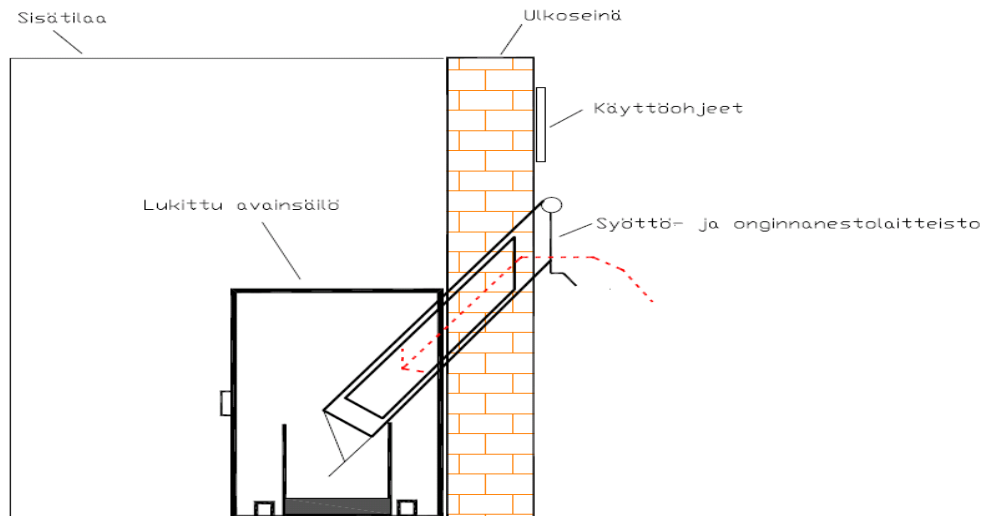 Sisätilaa
Ulkoseinä
Käyttöohjeet
Lukittu avainsäilö
Syöttö- ja onginnanestolaitteisto